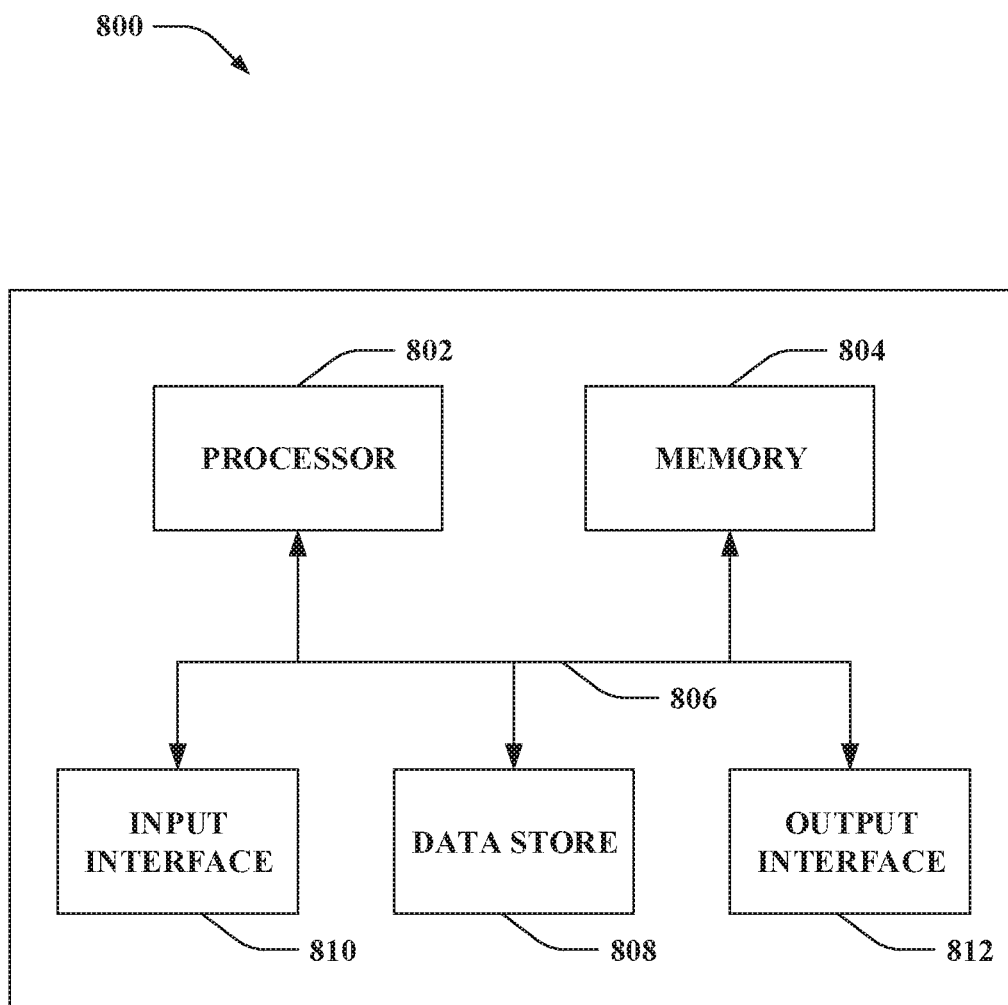 800
802
804
PROCESSOR
MEMORY
806
INPUT
INTERFACE
DATA STORE
OUTPUT
INTERFACE
810
808
812